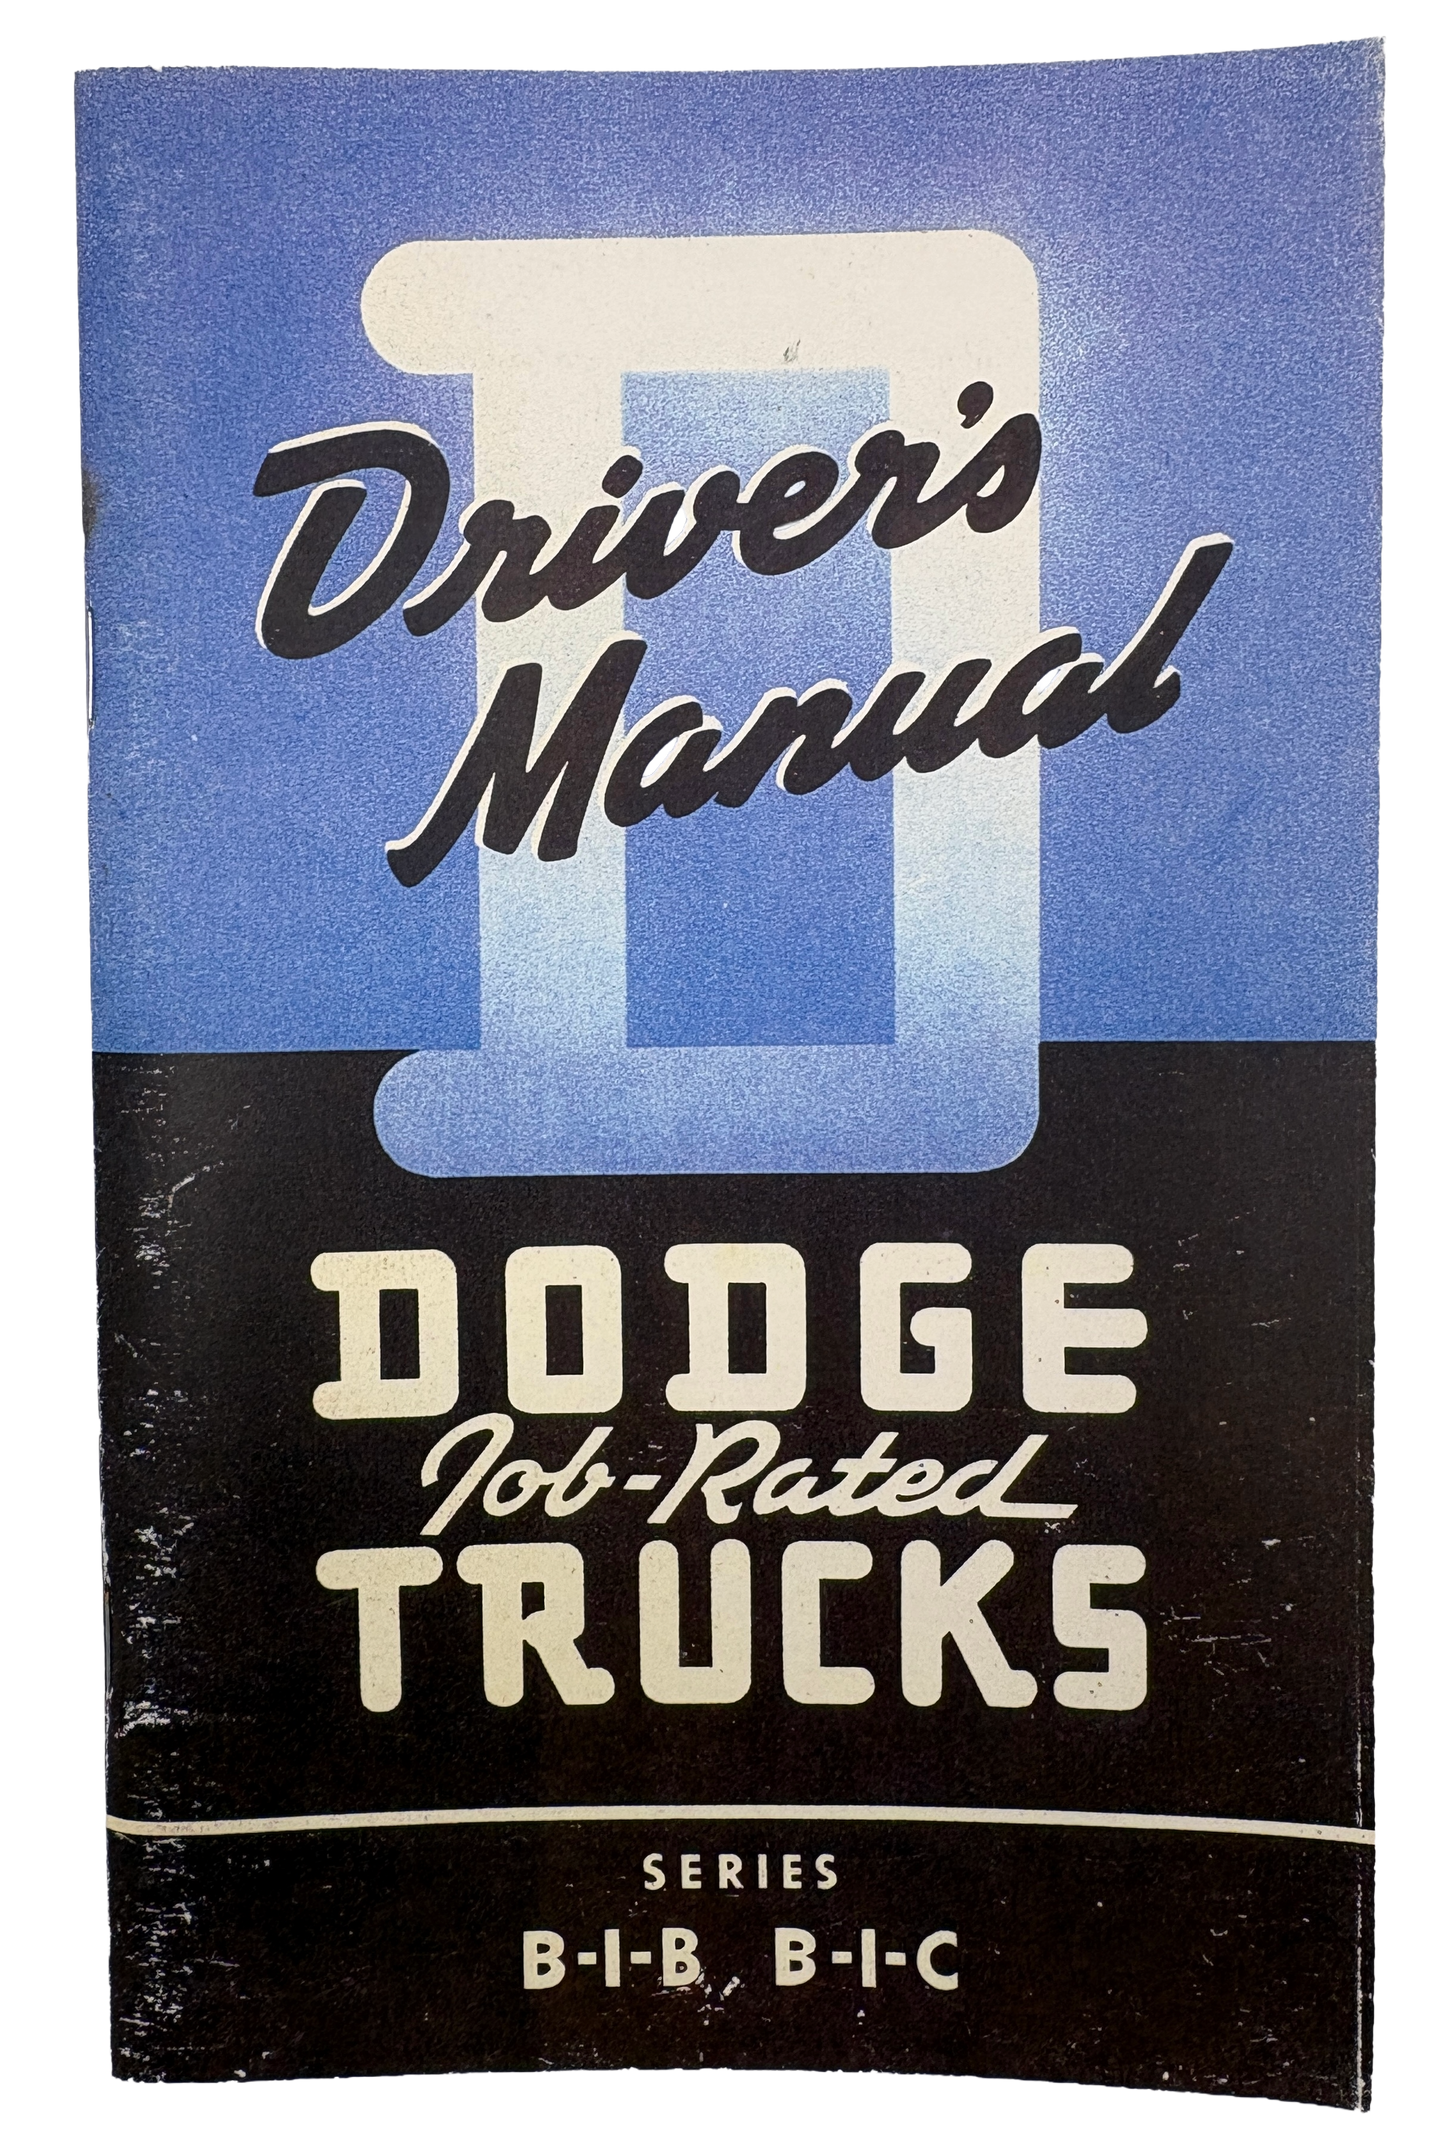 D
Driver's
Manual
DODGE
Job-Rated
TRUCKS
SERIES
B-1-B, B-1-C